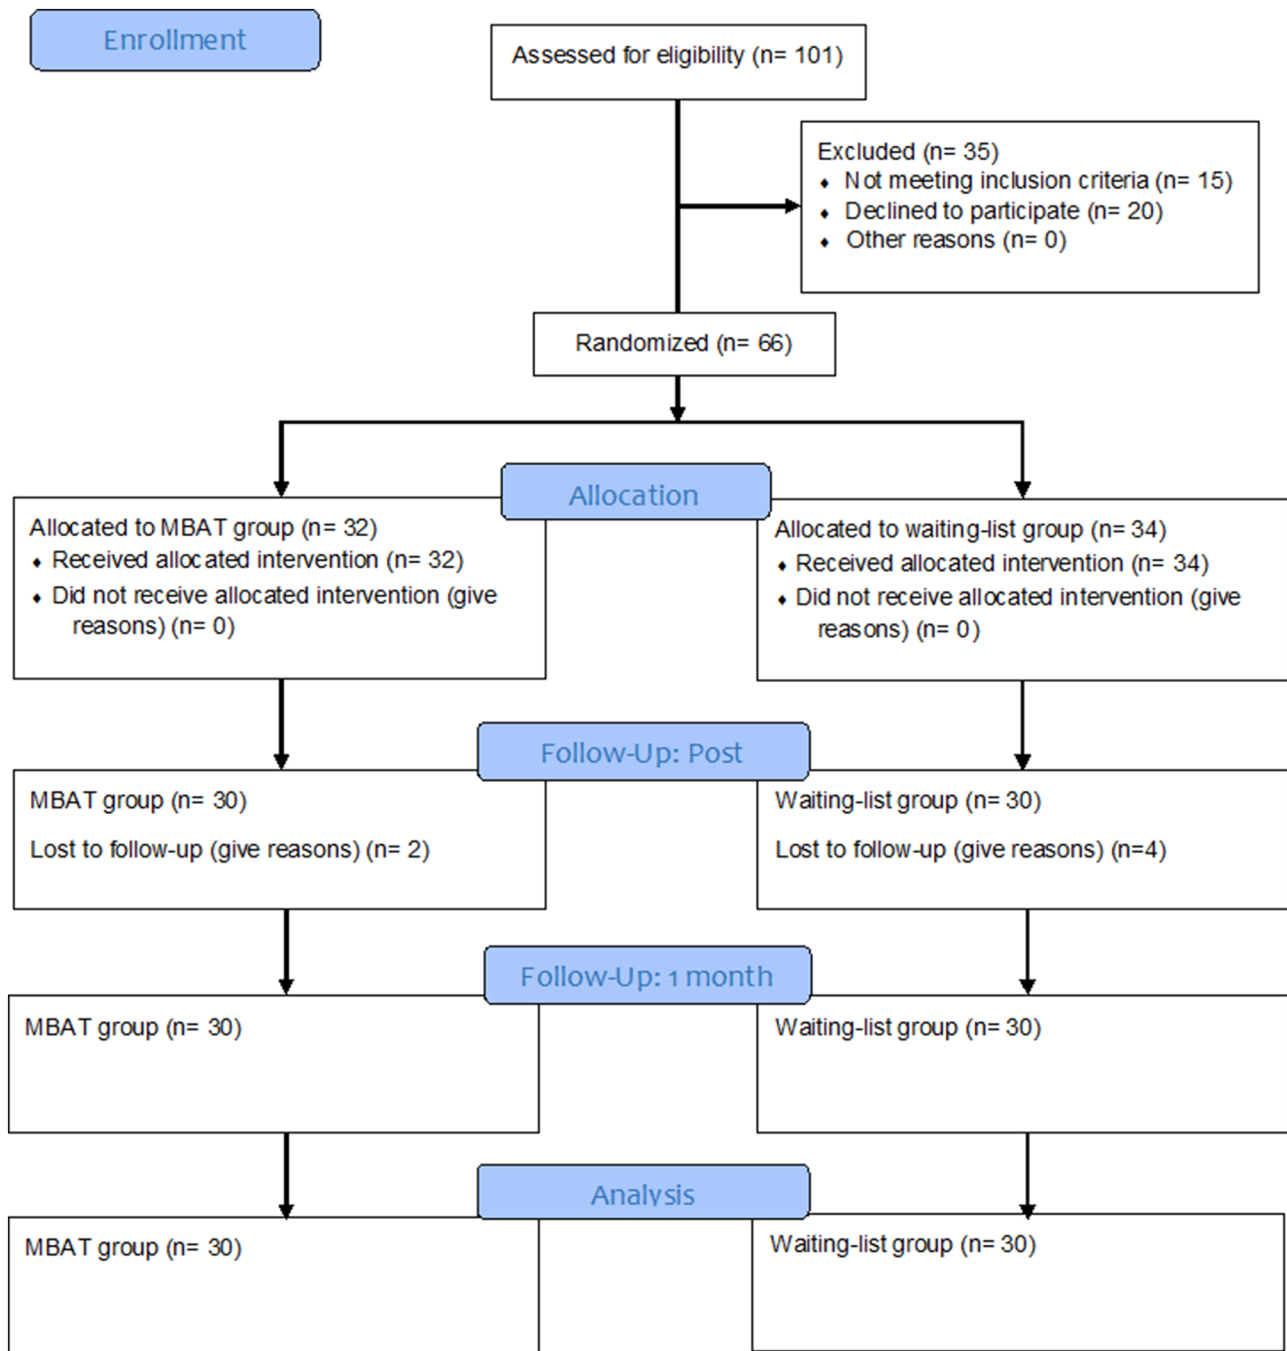 Enrollment
Assessed for eligibility (n= 101)
Excluded (n= 35)
⬧ Not meeting inclusion criteria (n= 15)
⬧ Declined to participate (n= 20)
⬧ Other reasons (n= 0)
Randomized (n= 66)
Allocation
Allocated to MBAT group (n= 32)
⬧ Received allocated intervention (n= 32)
⬧ Did not receive allocated intervention (give
reasons) (n= 0)
Allocated to waiting-list group (n= 34)
⬧ Received allocated intervention (n= 34)
⬧ Did not receive allocated intervention (give
reasons) (n= 0)
Follow-Up: Post
MBAT group (n= 30)
Lost to follow-up (give reasons) (n= 2)
Waiting-list group (n= 30)
Lost to follow-up (give reasons) (n=4)
Follow-Up: 1 month
MBAT group (n= 30)
Waiting-list group (n= 30)
Analysis
MBAT group (n= 30)
Waiting-list group (n= 30)